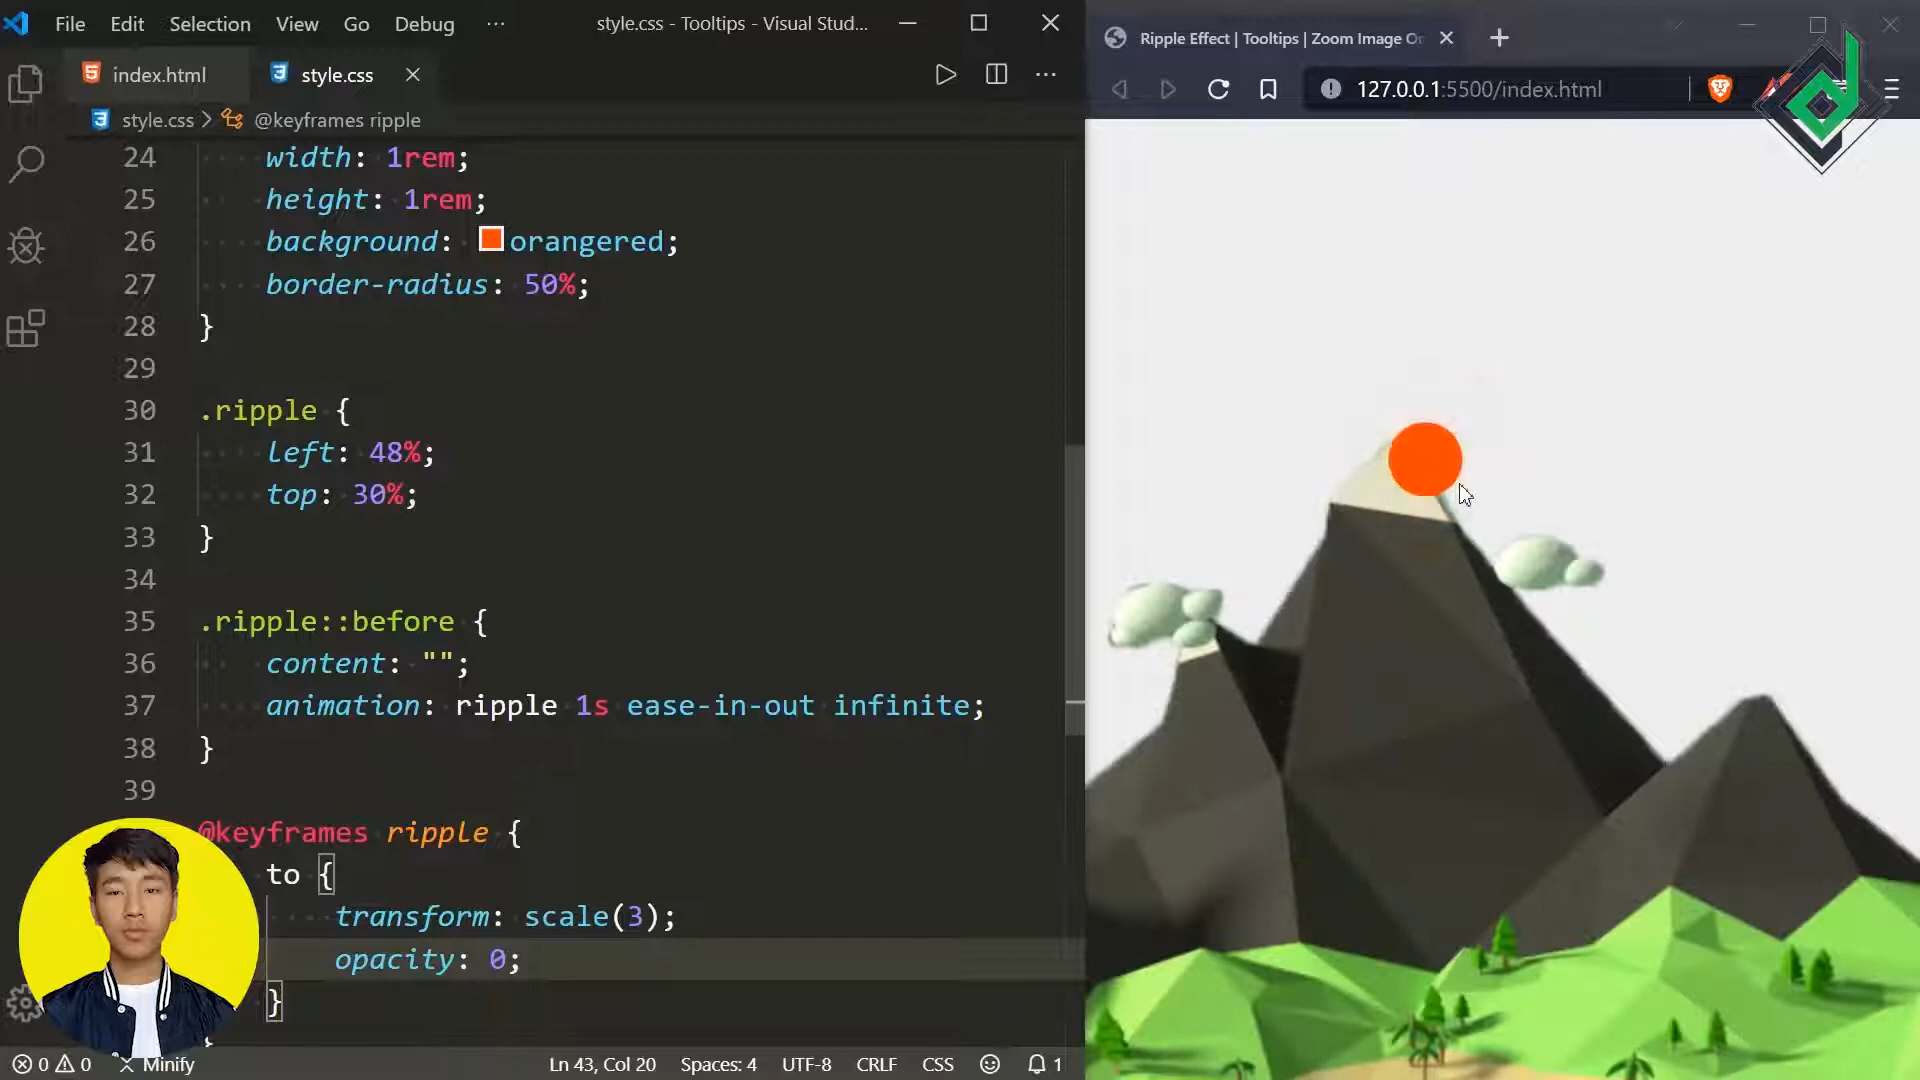 File Edit Selection View Go Debug ···
style.css - Tooltips - Visual Stud...
index.html
style.css
style.css > @keyframes ripple
24 width: 1rem;
25 height: 1rem;
26 background: orangered;
27 border-radius: 50%;
28 }
29
30 .ripple {
31 left: 48%;
32 top: 30%;
33 }
34
35 .ripple::before {
36 content: "";
37 animation: ripple 1s ease-in-out infinite;
38 }
39
@keyframes ripple {
to {
transform: scale(3);
opacity: 0;
}
0 0 Minify
Ln 43, Col 20 Spaces: 4 UTF-8 CRLF CSS 1
Ripple Effect | Tooltips | Zoom Image On
127.0.0.1:5500/index.html